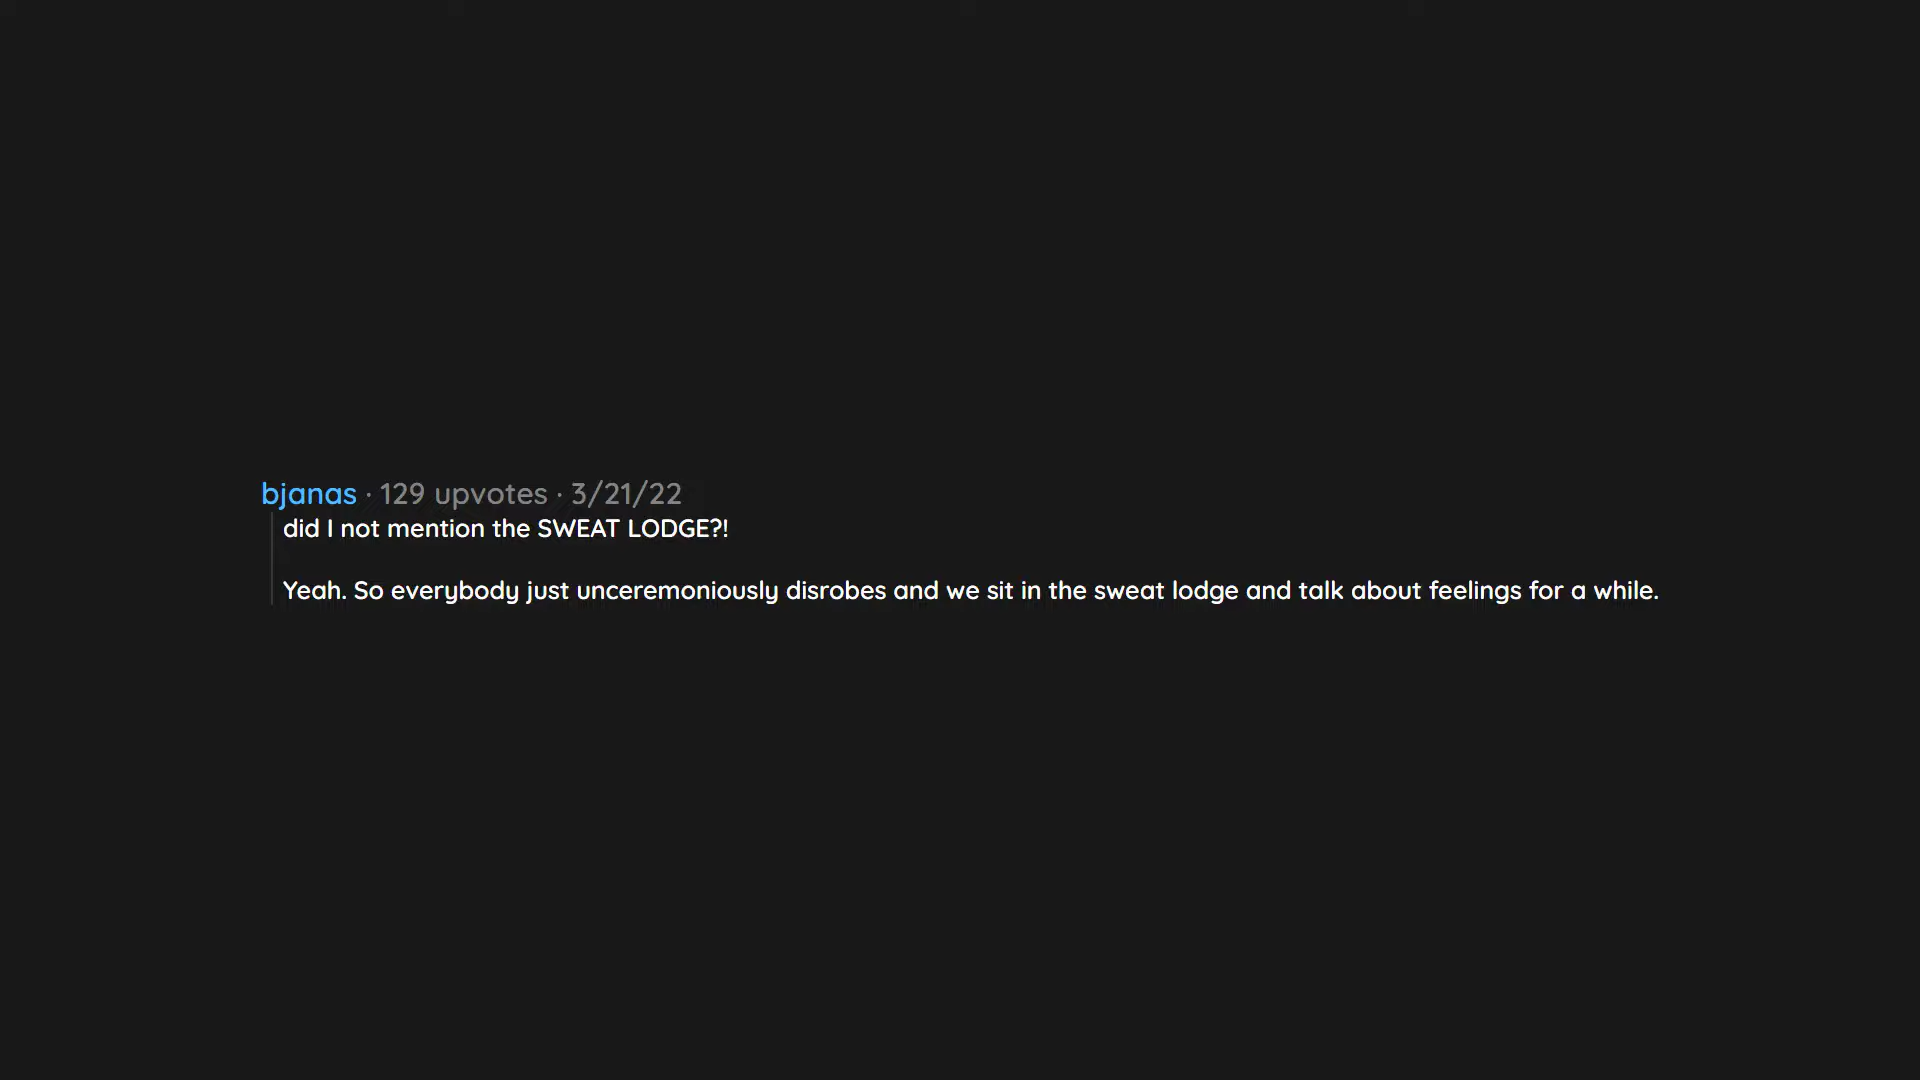 bjanas · 129 upvotes · 3/21/22
did I not mention the SWEAT LODGE?!
Yeah. So everybody just unceremoniously disrobes and we sit in the sweat lodge and talk about feelings for a while.